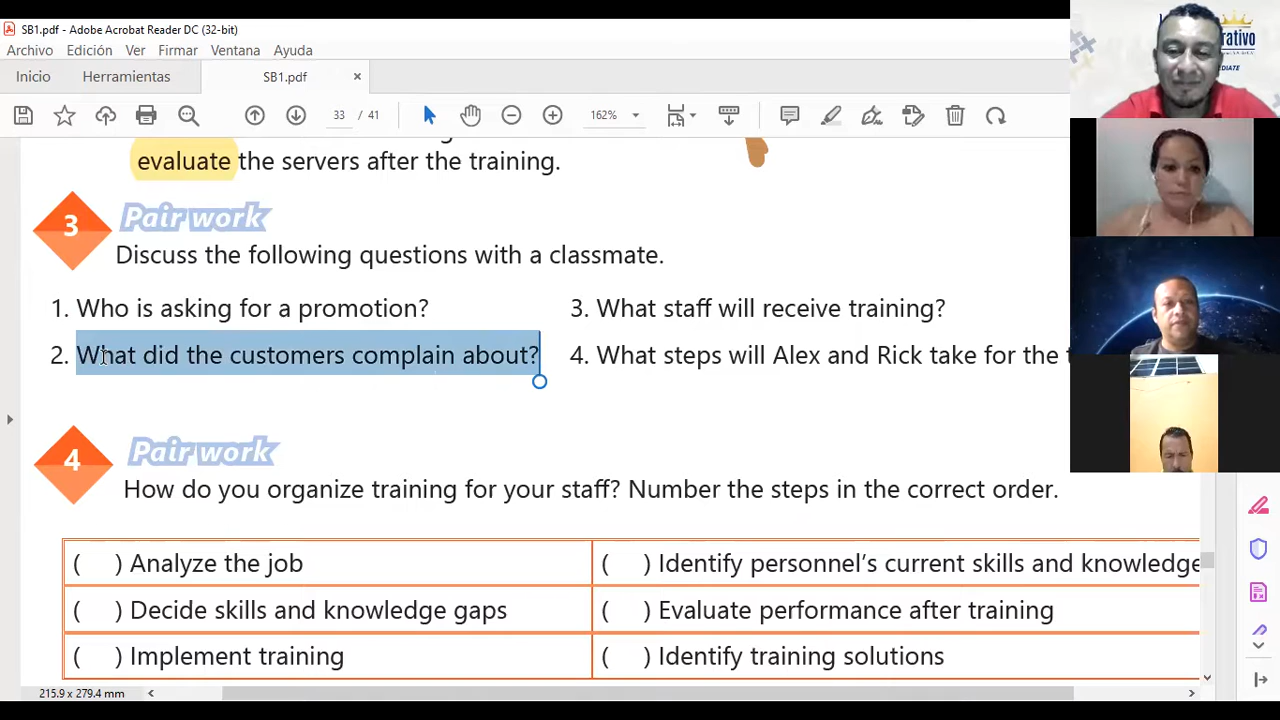 SB1.pdf - Adobe Acrobat Reader DC (32-bit)
Archivo Edición Ver Firmar Ventana Ayuda
Inicio Herramientas SB1.pdf ×
33 / 41 162%
evaluate the servers after the training.
3 Pair work
Discuss the following questions with a classmate.
1. Who is asking for a promotion?
2. What did the customers complain about?
3. What staff will receive training?
4. What steps will Alex and Rick take for the
4 Pair work
How do you organize training for your staff? Number the steps in the correct order.
( ) Analyze the job
( ) Identify personnel's current skills and knowledge
( ) Decide skills and knowledge gaps
( ) Evaluate performance after training
( ) Implement training
( ) Identify training solutions
215.9 x 279.4 mm